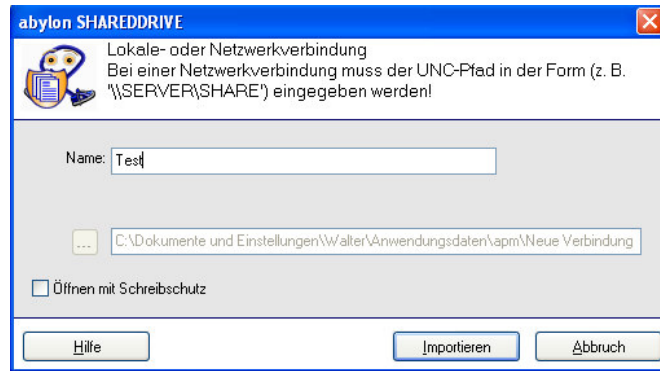 abylon SHAREDDRIVE
Lokale- oder Netzwerkverbindung
Bei einer Netzwerkverbindung muss der UNC-Pfad in der Form (z. B.
'\\SERVER\SHARE') eingegeben werden!
Name: Test
... C:\Dokumente und Einstellungen\Walter\Anwendungsdaten\apm\Neue Verbindung
Öffnen mit Schreibschutz
Hilfe Importieren Abbruch